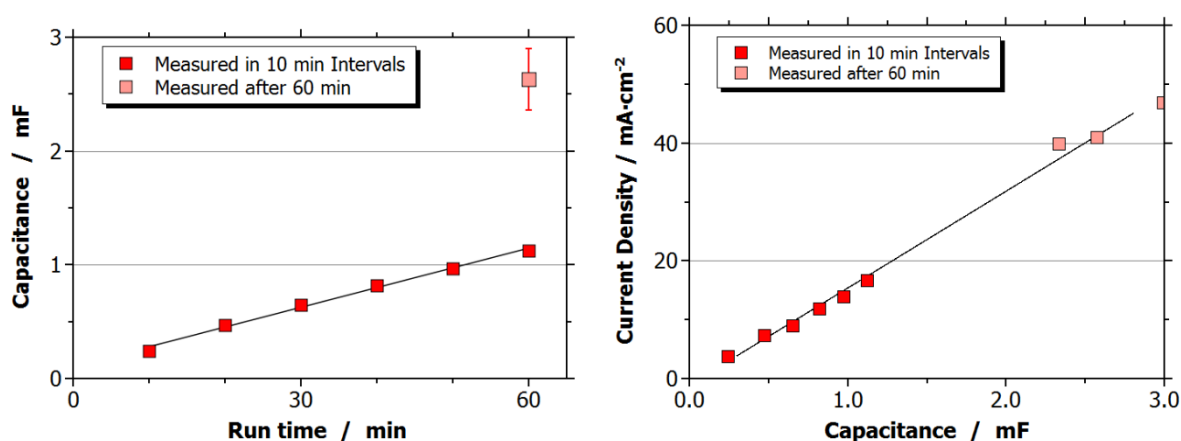 3
2
1
0
Capacitance / mF
Measured in 10 min Intervals
Measured after 60 min
0
30
60
Run time / min
60
40
20
0
Current Density / mA·cm⁻²
Measured in 10 min Intervals
Measured after 60 min
0.0
1.0
2.0
3.0
Capacitance / mF